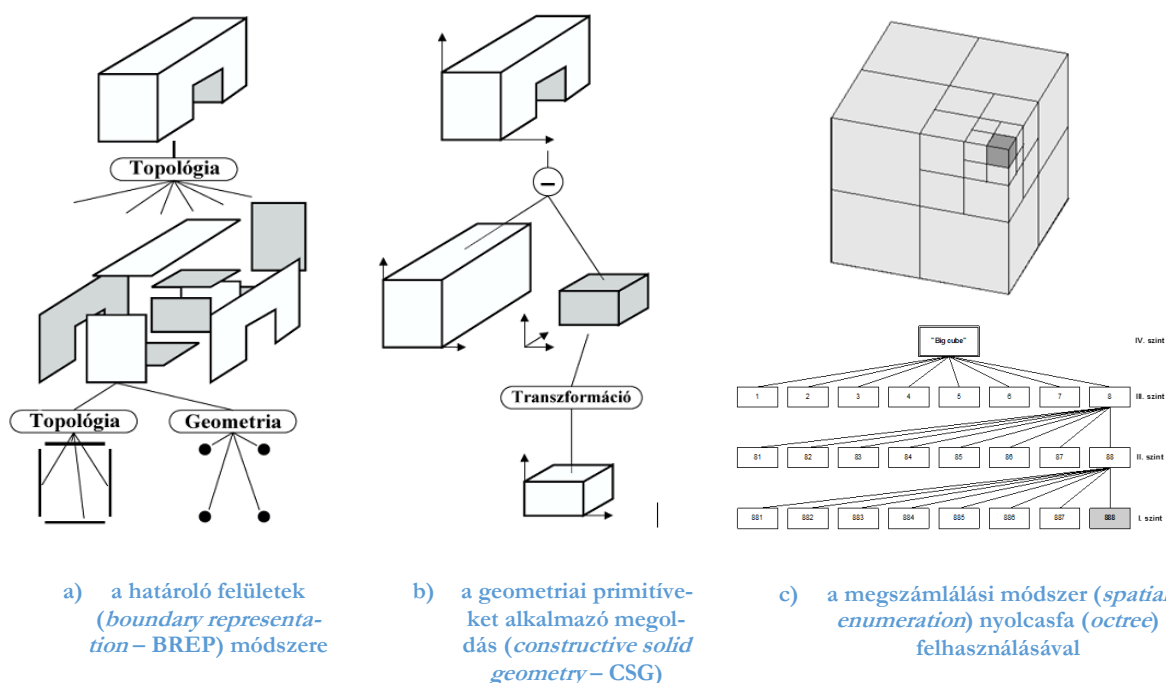 Topológia
Topológia
Geometria
−
Transzformáció
"Big cube"
IV. szint
1 2 3 4 5 6 7 8 III. szint
81 82 83 84 85 86 87 88 II. szint
881 882 883 884 885 886 887 888 I. szint
a) a határoló felületek
(boundary representa-
tion – BREP) módszere
b) a geometriai primitíve-
ket alkalmazó megol-
dás (constructive solid
geometry – CSG)
c) a megszámlálási módszer (spatial
enumeration) nyolcasfa (octree)
felhasználásával